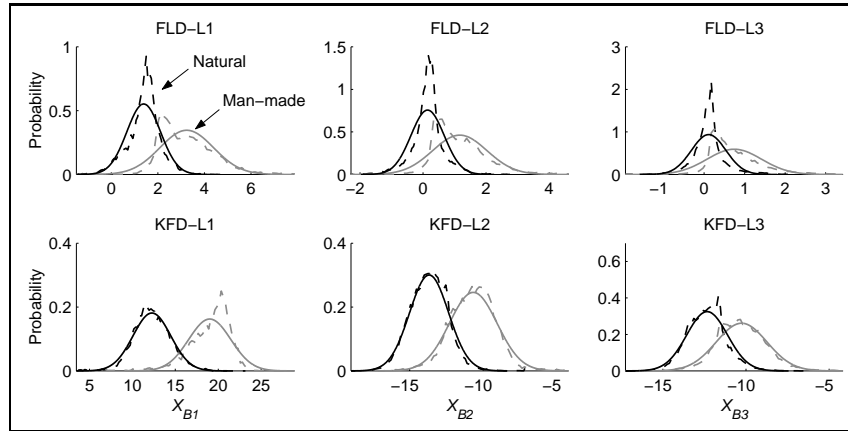 FLD−L1
FLD−L2
FLD−L3
Probability
1
0.5
0
Natural
Man−made
0 2 4 6
1.5
1
0.5
0
−2 0 2 4
3
2
1
0
−1 0 1 2 3
KFD−L1
KFD−L2
KFD−L3
Probability
0.4
0.2
0
5 10 15 20 25
X_B1
0.4
0.2
0
−15 −10 −5
X_B2
0.6
0.4
0.2
0
−15 −10 −5
X_B3